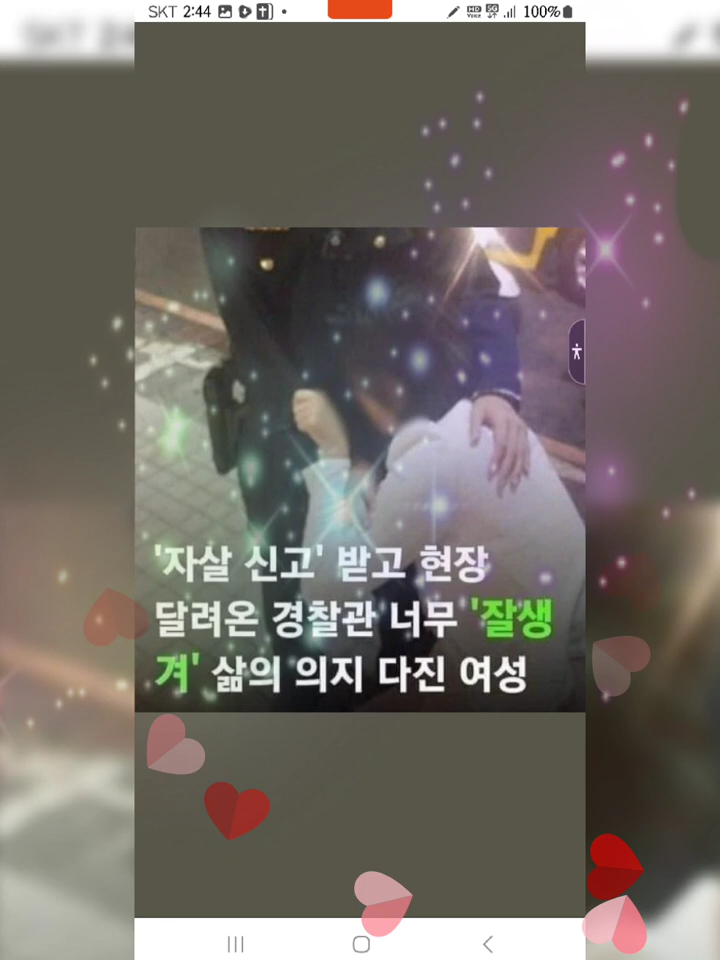 SKT 2:44
100%
'자살 신고' 받고 현장
달려온 경찰관 너무 '잘생
겨' 삶의 의지 다진 여성